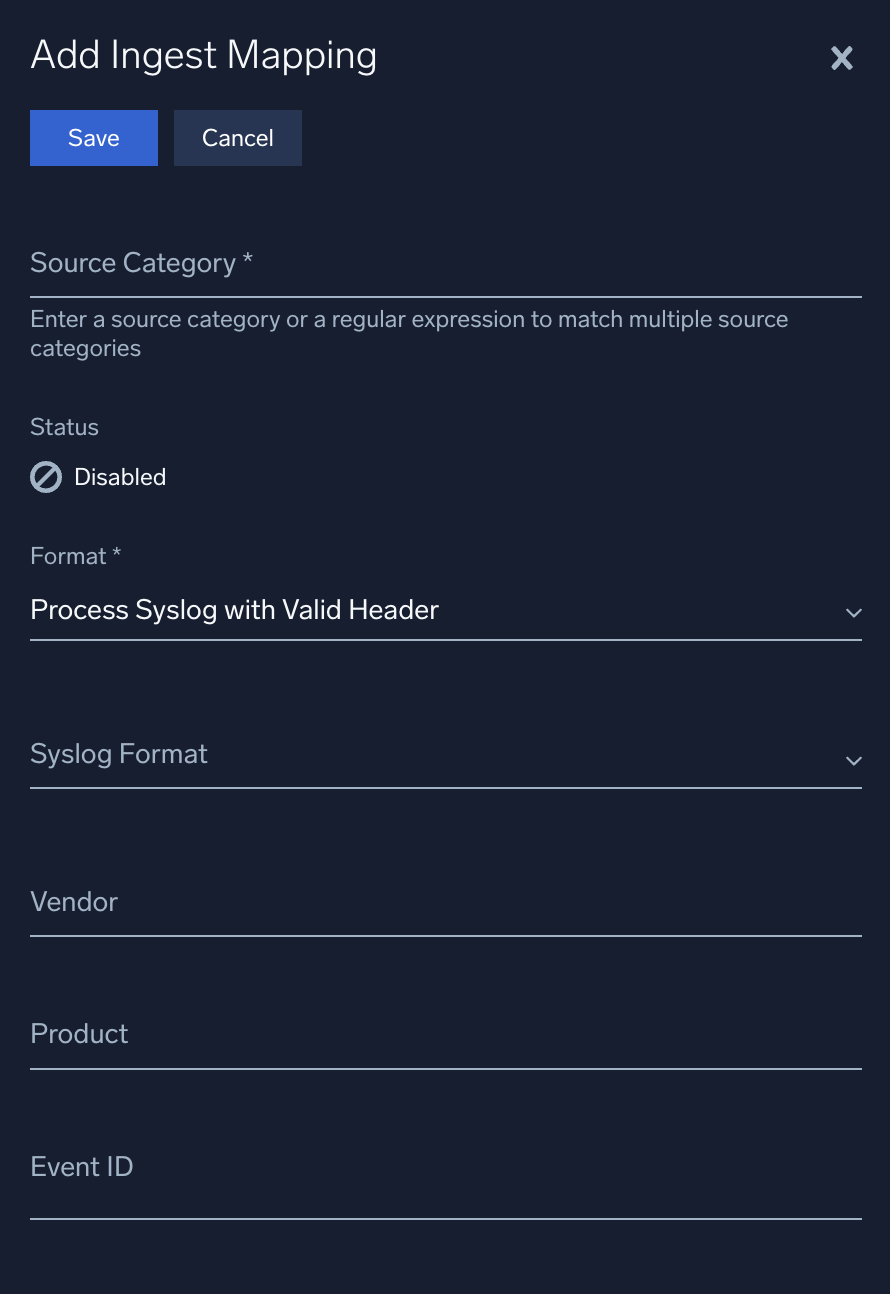 Add Ingest Mapping
Save
Cancel
Source Category *
Enter a source category or a regular expression to match multiple source
categories
Status
Disabled
Format *
Process Syslog with Valid Header
Syslog Format
Vendor
Product
Event ID